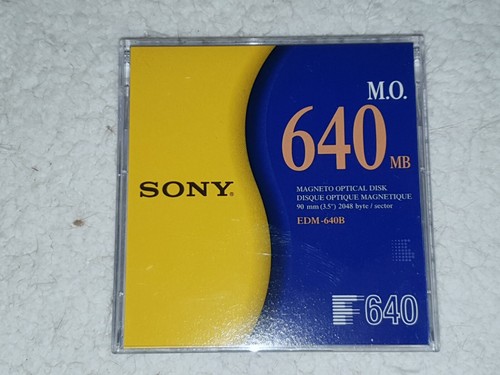 SONY®
M.O.
640 MB
MAGNETO OPTICAL DISK
DISQUE OPTIQUE MAGNETIQUE
90 mm (3.5") 2048 byte / sector
EDM-640B
640